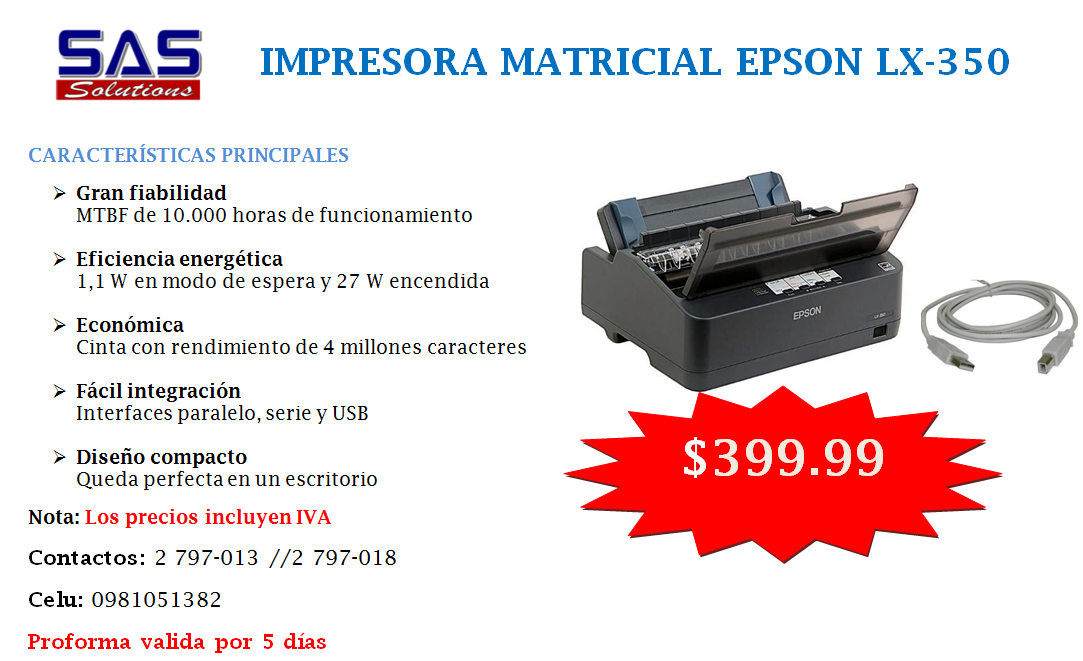 SAS
Solutions
IMPRESORA MATRICIAL EPSON LX-350
CARACTERÍSTICAS PRINCIPALES
➢ Gran fiabilidad
MTBF de 10.000 horas de funcionamiento
➢ Eficiencia energética
1,1 W en modo de espera y 27 W encendida
➢ Económica
Cinta con rendimiento de 4 millones caracteres
➢ Fácil integración
Interfaces paralelo, serie y USB
➢ Diseño compacto
Queda perfecta en un escritorio
EPSON
LX-350
$399.99
Nota: Los precios incluyen IVA
Contactos: 2 797-013 //2 797-018
Celu: 0981051382
Proforma valida por 5 días